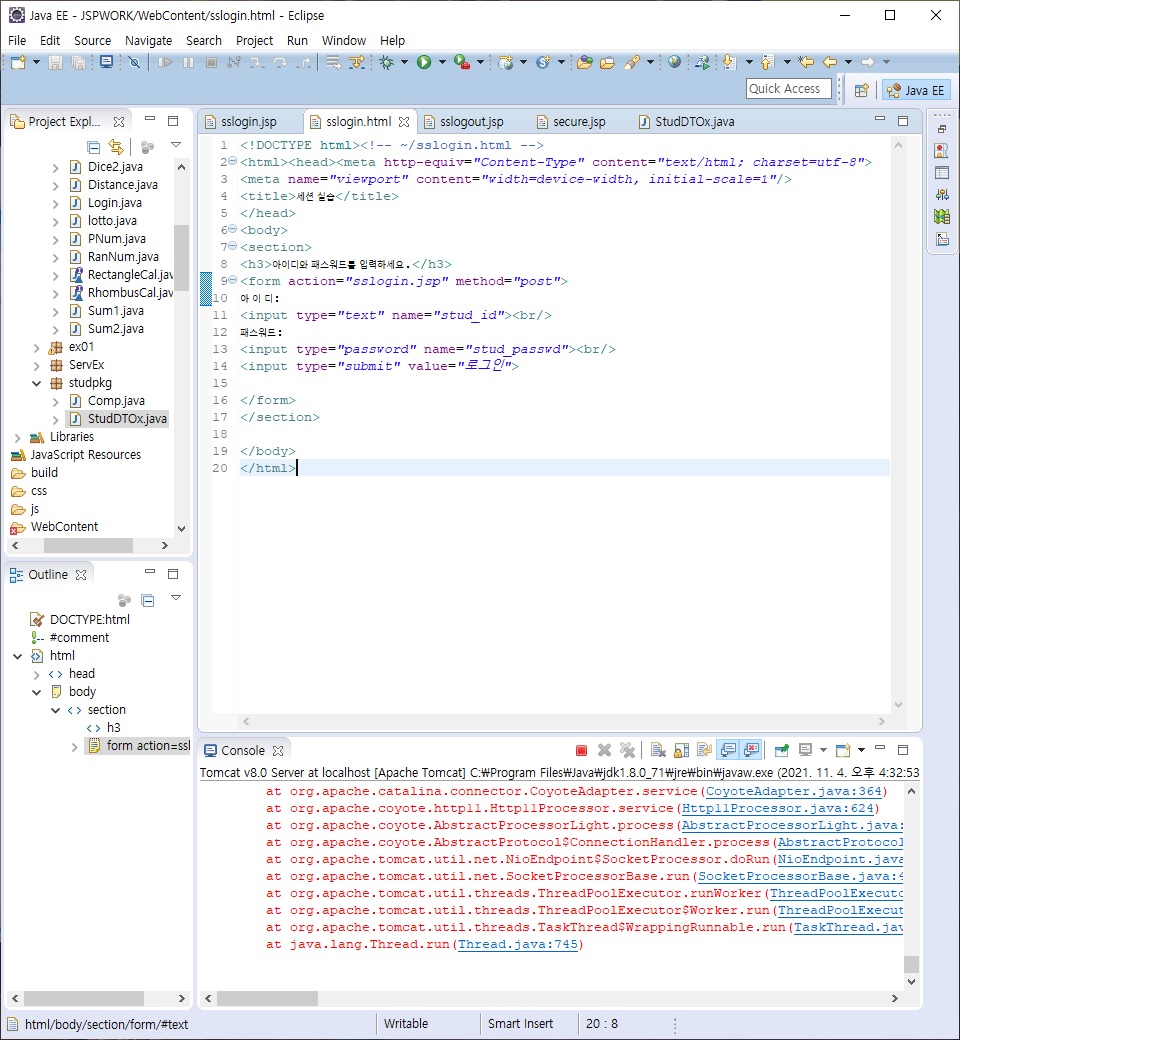 Java EE - JSPWORK/WebContent/sslogin.html - Eclipse
File Edit Source Navigate Search Project Run Window Help
Quick Access
Java EE
Project Expl...
Dice2.java
Distance.java
Login.java
lotto.java
PNum.java
RanNum.java
RectangleCal.jav
RhombusCal.jav
Sum1.java
Sum2.java
ex01
ServEx
studpkg
Comp.java
StudDTOx.java
Libraries
JavaScript Resources
build
css
js
WebContent
Outline
DOCTYPE:html
#comment
html
head
body
section
h3
form action=ssl
sslogin.jsp sslogin.html sslogout.jsp secure.jsp StudDTOx.java
1 <!DOCTYPE html><!-- ~/sslogin.html -->
2 <html><head><meta http-equiv="Content-Type" content="text/html; charset=utf-8">
3 <meta name="viewport" content="width=device-width, initial-scale=1"/>
4 <title>세션 실습</title>
5 </head>
6 <body>
7 <section>
8 <h3>아이디와 패스워드를 입력하세요.</h3>
9 <form action="sslogin.jsp" method="post">
10 아 이 디:
11 <input type="text" name="stud_id"><br/>
12 패스워드:
13 <input type="password" name="stud_passwd"><br/>
14 <input type="submit" value="로그인">
15
16 </form>
17 </section>
18
19 </body>
20 </html>
Console
Tomcat v8.0 Server at localhost [Apache Tomcat] C:₩Program Files₩Java₩jdk1.8.0_71₩jre₩bin₩javaw.exe (2021. 11. 4. 오후 4:32:53
at org.apache.catalina.connector.CoyoteAdapter.service(CoyoteAdapter.java:364)
at org.apache.coyote.http11.Http11Processor.service(Http11Processor.java:624)
at org.apache.coyote.AbstractProcessorLight.process(AbstractProcessorLight.java:
at org.apache.coyote.AbstractProtocol$ConnectionHandler.process(AbstractProtocol
at org.apache.tomcat.util.net.NioEndpoint$SocketProcessor.doRun(NioEndpoint.java
at org.apache.tomcat.util.net.SocketProcessorBase.run(SocketProcessorBase.java:4
at org.apache.tomcat.util.threads.ThreadPoolExecutor.runWorker(ThreadPoolExecuto
at org.apache.tomcat.util.threads.ThreadPoolExecutor$Worker.run(ThreadPoolExecut
at org.apache.tomcat.util.threads.TaskThread$WrappingRunnable.run(TaskThread.jav
at java.lang.Thread.run(Thread.java:745)
html/body/section/form/#text
Writable
Smart Insert
20 : 8